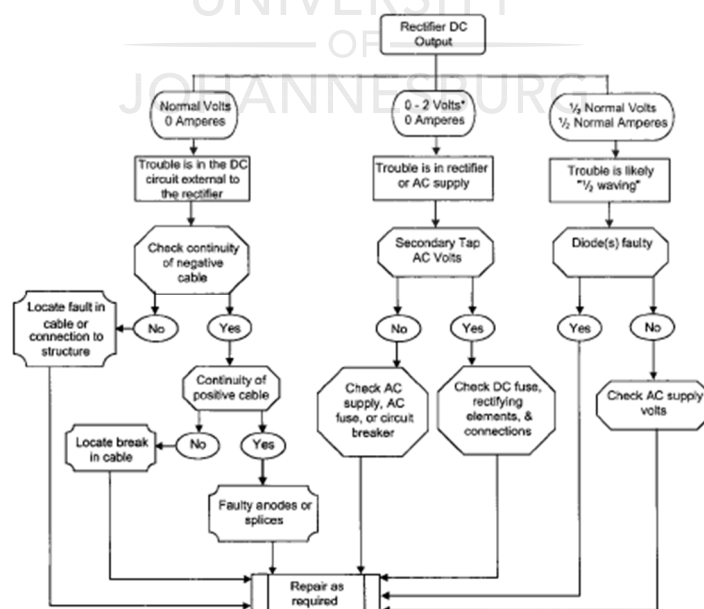 UNIVERSITY
OF
JOHANNESBURG
Rectifier DC
Output
Normal Volts
0 Amperes
0 - 2 Volts*
0 Amperes
½ Normal Volts
½ Normal Amperes
Trouble is in the DC
circuit external to
the rectifier
Trouble is in rectifier
or AC supply
Trouble is likely
"½ waving"
Check continuity
of negative
cable
Secondary Tap
AC Volts
Diode(s) faulty
Locate fault in
cable or
connection to
structure
No
Yes
No
Yes
Yes
No
Continuity of
positive cable
Check AC
supply, AC
fuse, or circuit
breaker
Check DC fuse,
rectifying
elements, &
connections
Check AC supply
volts
Locate break
in cable
No
Yes
Faulty anodes or
splices
Repair as
required